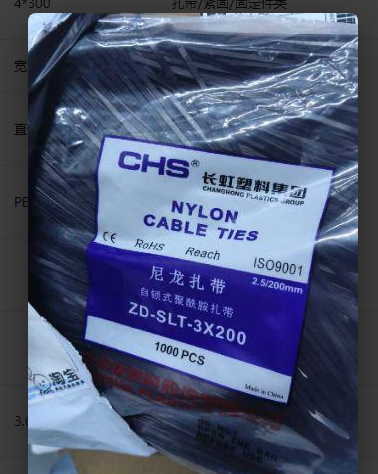 4*300
扎带/紧固/固定件类
宽
直
PE
3.6
CHS®
长虹塑料集团
CHANGHONG PLASTICS GROUP
NYLON
CABLE TIES
CE RoHS Reach ISO9001
2.5/200mm
尼龙扎带
自锁式聚酰胺扎带
ZD-SLT-3X200
1000 PCS
Made in China
淘宝